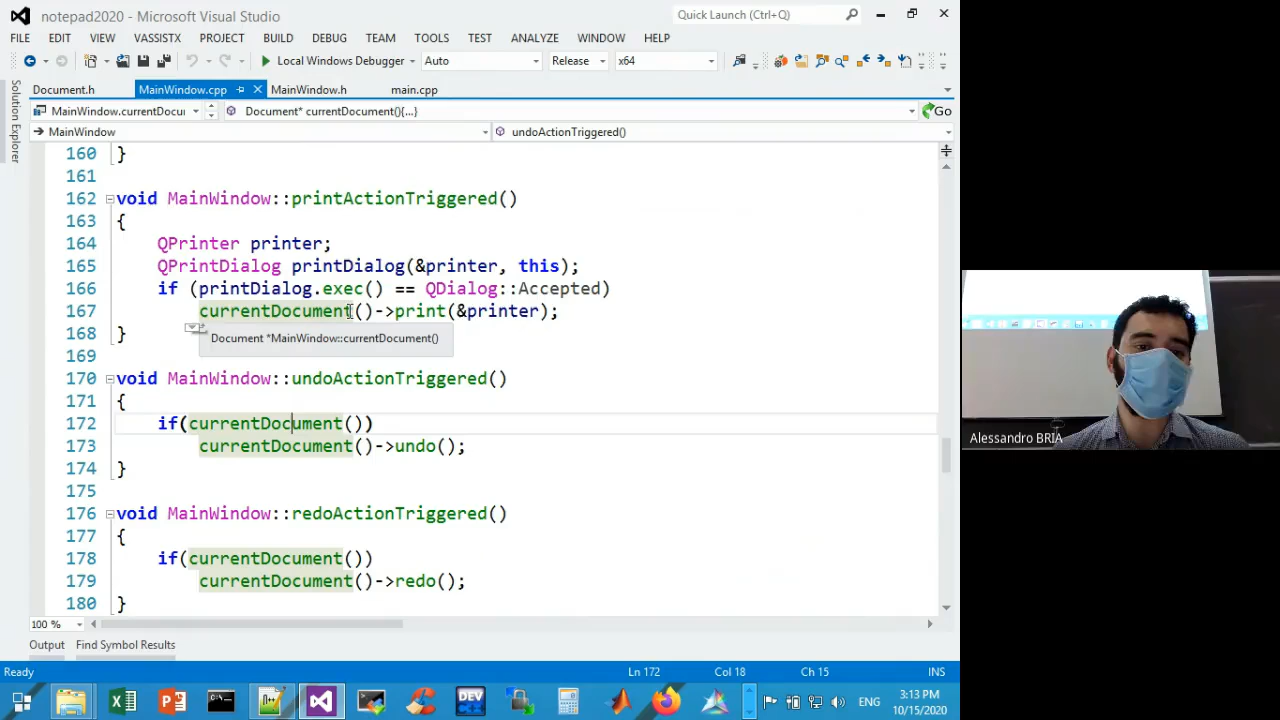 notepad2020 - Microsoft Visual Studio
Quick Launch (Ctrl+Q)
FILE EDIT VIEW VASSISTX PROJECT BUILD DEBUG TEAM TOOLS TEST ANALYZE WINDOW HELP
Local Windows Debugger Auto Release x64
Solution Explorer
Document.h MainWindow.cpp MainWindow.h main.cpp
MainWindow.currentDocu Document* currentDocument(){...} Go
MainWindow undoActionTriggered()
160 }
161
162 void MainWindow::printActionTriggered()
163 {
164 QPrinter printer;
165 QPrintDialog printDialog(&printer, this);
166 if (printDialog.exec() == QDialog::Accepted)
167 currentDocument()->print(&printer);
168 }
Document *MainWindow::currentDocument()
169
170 void MainWindow::undoActionTriggered()
171 {
172 if(currentDocument())
173 currentDocument()->undo();
174 }
175
176 void MainWindow::redoActionTriggered()
177 {
178 if(currentDocument())
179 currentDocument()->redo();
180 }
100 %
Output Find Symbol Results
Ready Ln 172 Col 18 Ch 15 INS
DEV
ENG
3:13 PM
10/15/2020
Alessandro BRIA